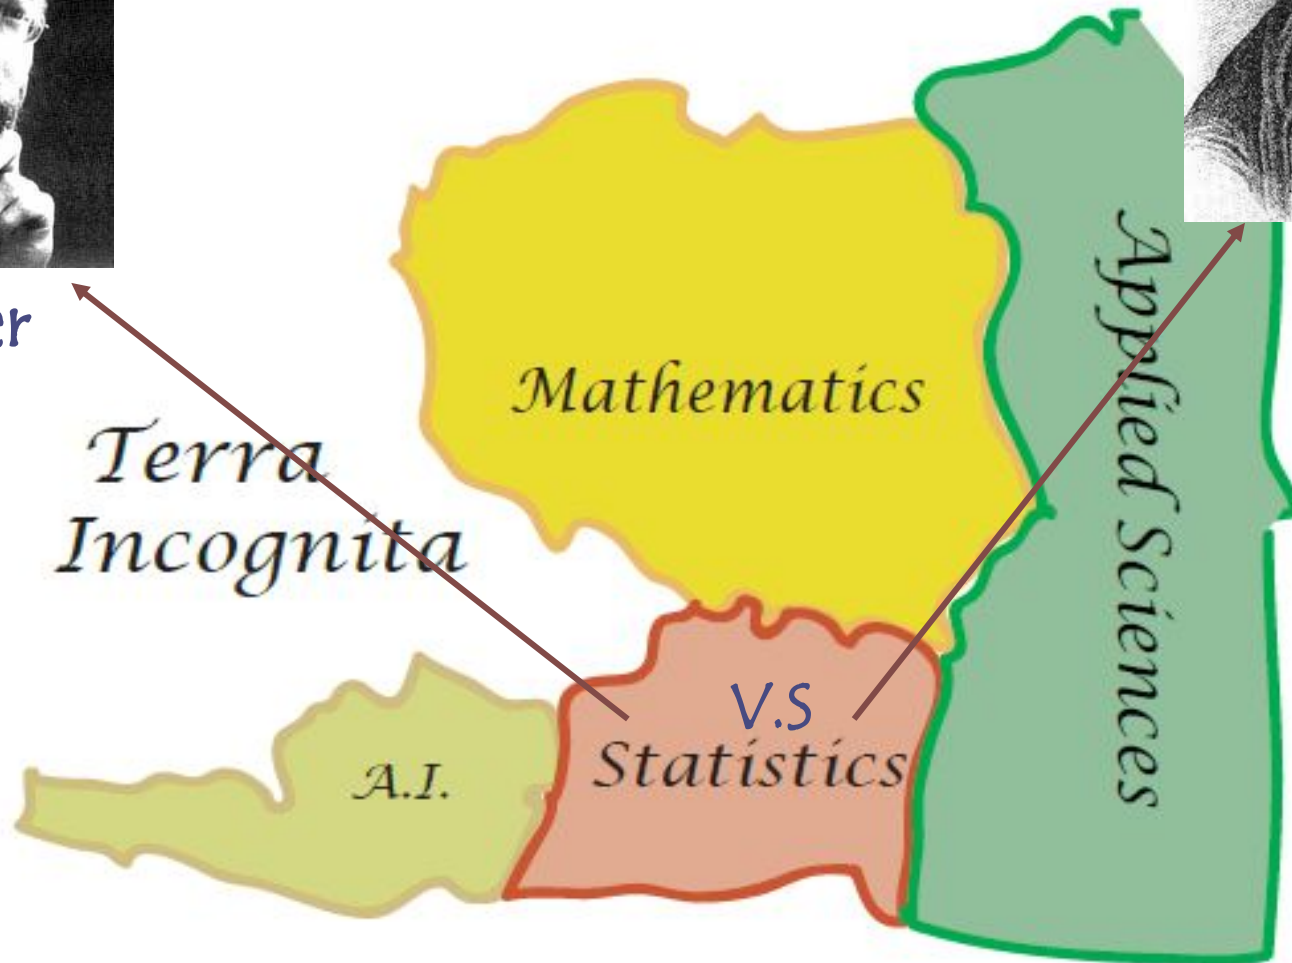 er
Terra
Incognita
Mathematics
Applied Sciences
V.S
Statistics
A.I.